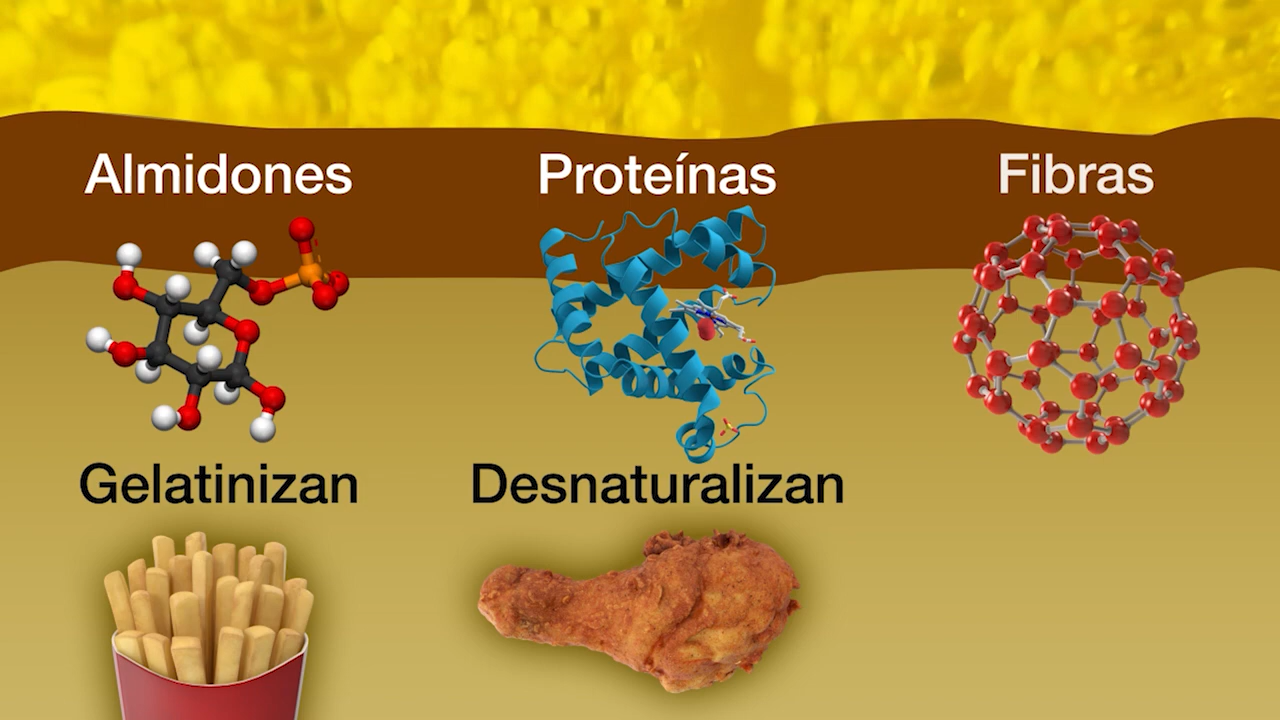 Almidones
Proteínas
Fibras
Gelatinizan
Desnaturalizan